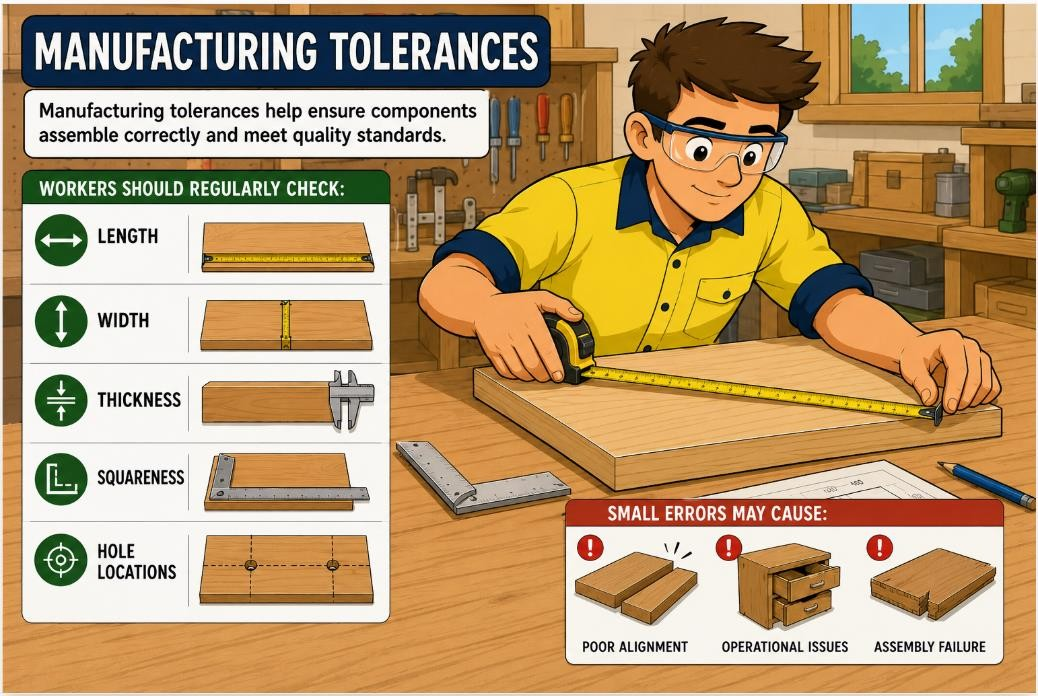 MANUFACTURING TOLERANCES
Manufacturing tolerances help ensure components
assemble correctly and meet quality standards.
WORKERS SHOULD REGULARLY CHECK:
LENGTH
WIDTH
THICKNESS
SQUARENESS
HOLE
LOCATIONS
SMALL ERRORS MAY CAUSE:
POOR ALIGNMENT
OPERATIONAL ISSUES
ASSEMBLY FAILURE